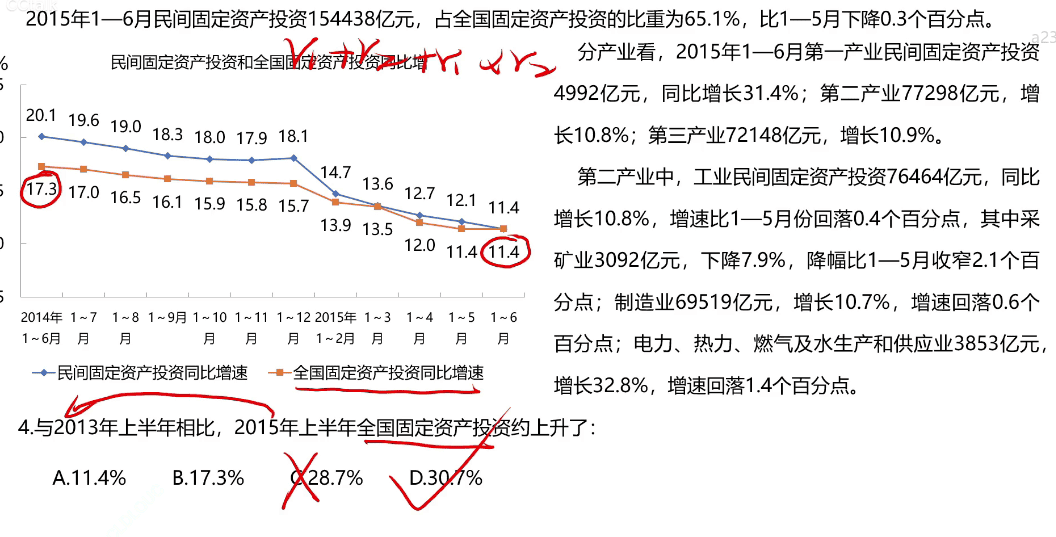 2015年1—6月民间固定资产投资154438亿元，占全国固定资产投资的比重为65.1%，比1—5月下降0.3个百分点。
a23
%
民间固定资产投资和全国固定资产投资同比增
r₁+r₂+r₁×r₂
20.1 19.6 19.0 18.3 18.0 17.9 18.1 14.7 13.6 12.7 12.1 11.4
17.3 17.0 16.5 16.1 15.9 15.8 15.7 13.9 13.5 12.0 11.4 11.4
5
0
5
0
5
2014年 1～7 1～8 1～9月 1～10 1～11 1～12 2015年 1～3 1～4 1～5 1～6
1～6月 月 月 月 月 月 1～2月 月 月 月 月
民间固定资产投资同比增速 全国固定资产投资同比增速
分产业看，2015年1—6月第一产业民间固定资产投资
4992亿元，同比增长31.4%；第二产业77298亿元，增
长10.8%；第三产业72148亿元，增长10.9%。
第二产业中，工业民间固定资产投资76464亿元，同比
增长10.8%，增速比1—5月份回落0.4个百分点，其中采
矿业3092亿元，下降7.9%，降幅比1—5月收窄2.1个百
分点；制造业69519亿元，增长10.7%，增速回落0.6个
百分点；电力、热力、燃气及水生产和供应业3853亿元，
增长32.8%，增速回落1.4个百分点。
4.与2013年上半年相比，2015年上半年全国固定资产投资约上升了：
A.11.4% B.17.3% C.28.7% D.30.7%